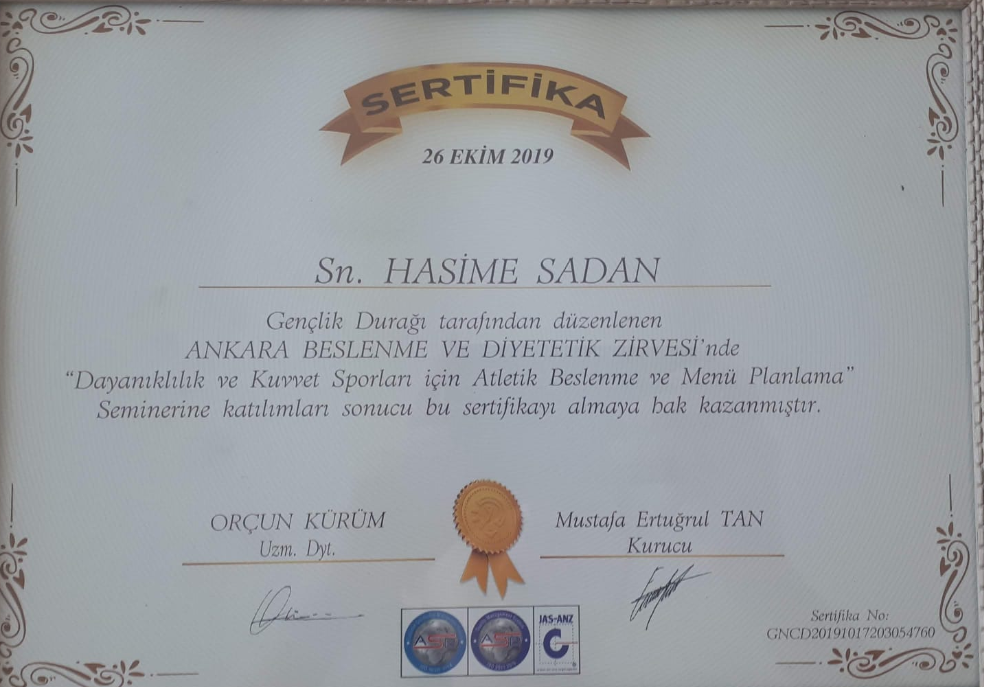 SERTİFİKA
26 EKİM 2019
Sn. HASİME SADAN
Gençlik Durağı tarafından düzenlenen
ANKARA BESLENME VE DİYETETİK ZİRVESİ'nde
"Dayanıklılık ve Kuvvet Sporları için Atletik Beslenme ve Menü Planlama"
Seminerine katılımları sonucu bu sertifikayı almaya hak kazanmıştır.
ORÇUN KÜRÜM
Uzm. Dyt.
Mustafa Ertuğrul TAN
Kurucu
JAS-ANZ
Sertifika No:
GNCD20191017203054760